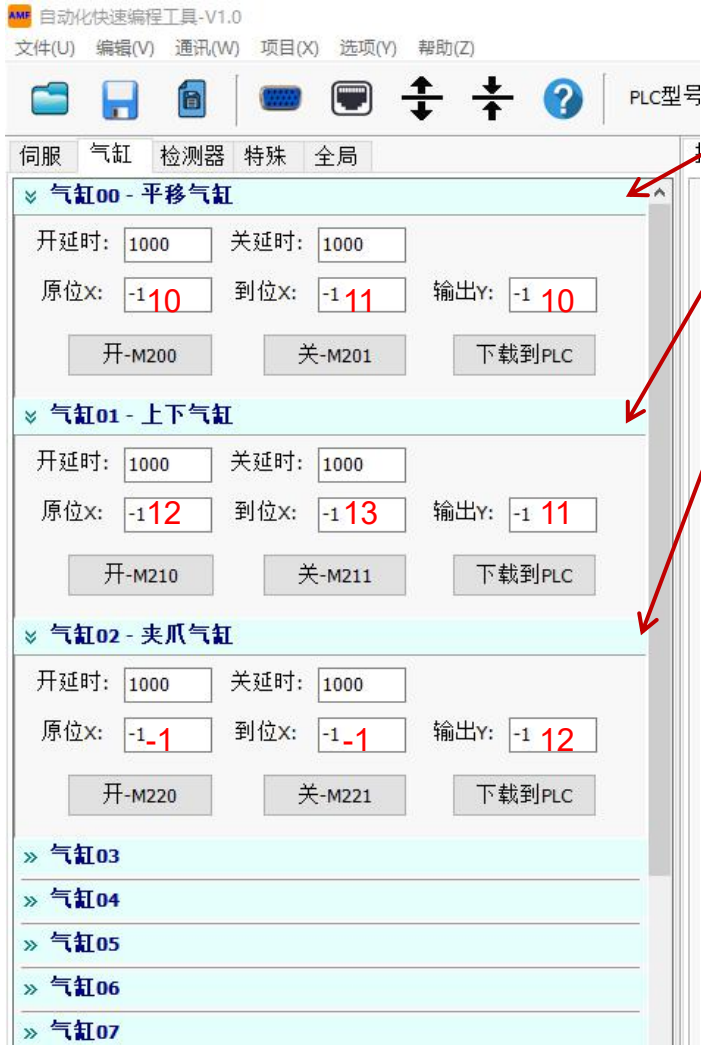 AMF 自动化快速编程工具-V1.0
文件(U) 编辑(V) 通讯(W) 项目(X) 选项(Y) 帮助(Z)
PLC型号
伺服 气缸 检测器 特殊 全局
气缸00 - 平移气缸
开延时: 1000 关延时: 1000
原位X: -1 10 到位X: -1 11 输出Y: -1 10
开-M200 关-M201 下载到PLC
气缸01 - 上下气缸
开延时: 1000 关延时: 1000
原位X: -1 12 到位X: -1 13 输出Y: -1 11
开-M210 关-M211 下载到PLC
气缸02 - 夹爪气缸
开延时: 1000 关延时: 1000
原位X: -1 -1 到位X: -1 -1 输出Y: -1 12
开-M220 关-M221 下载到PLC
气缸03
气缸04
气缸05
气缸06
气缸07